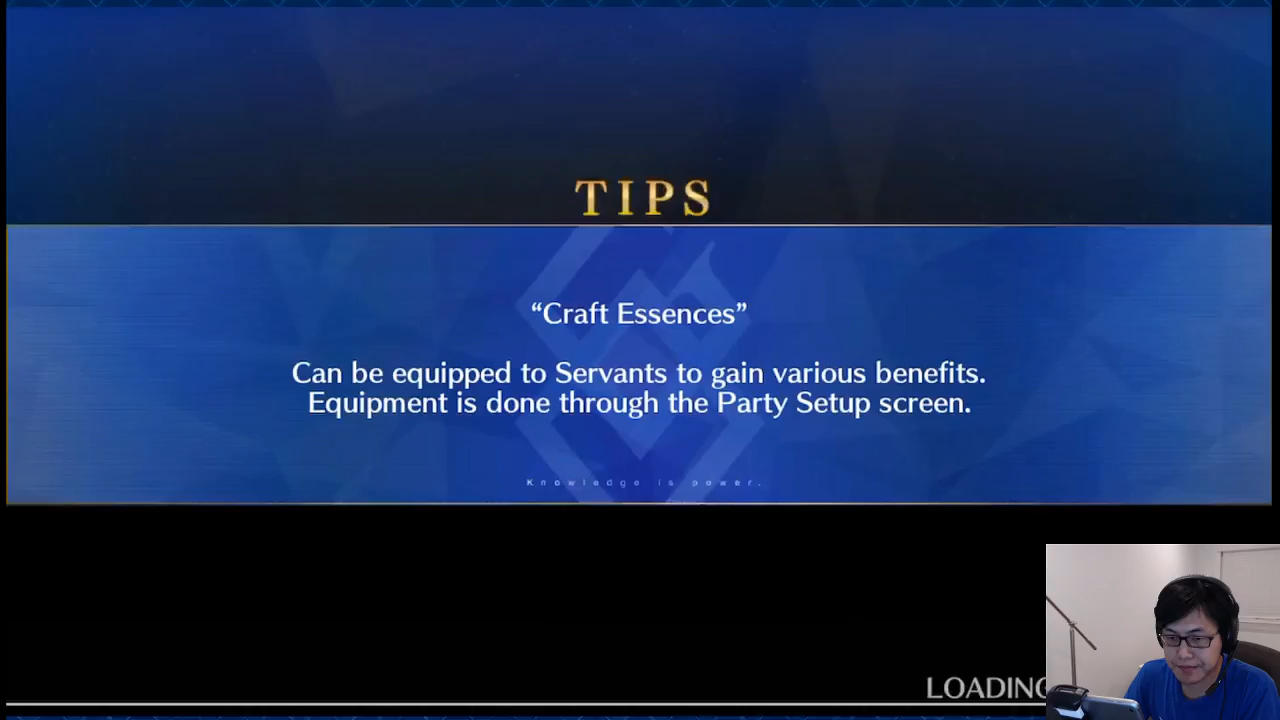 TIPS
“Craft Essences”
Can be equipped to Servants to gain various benefits.
Equipment is done through the Party Setup screen.
Knowledge is power.
LOADING